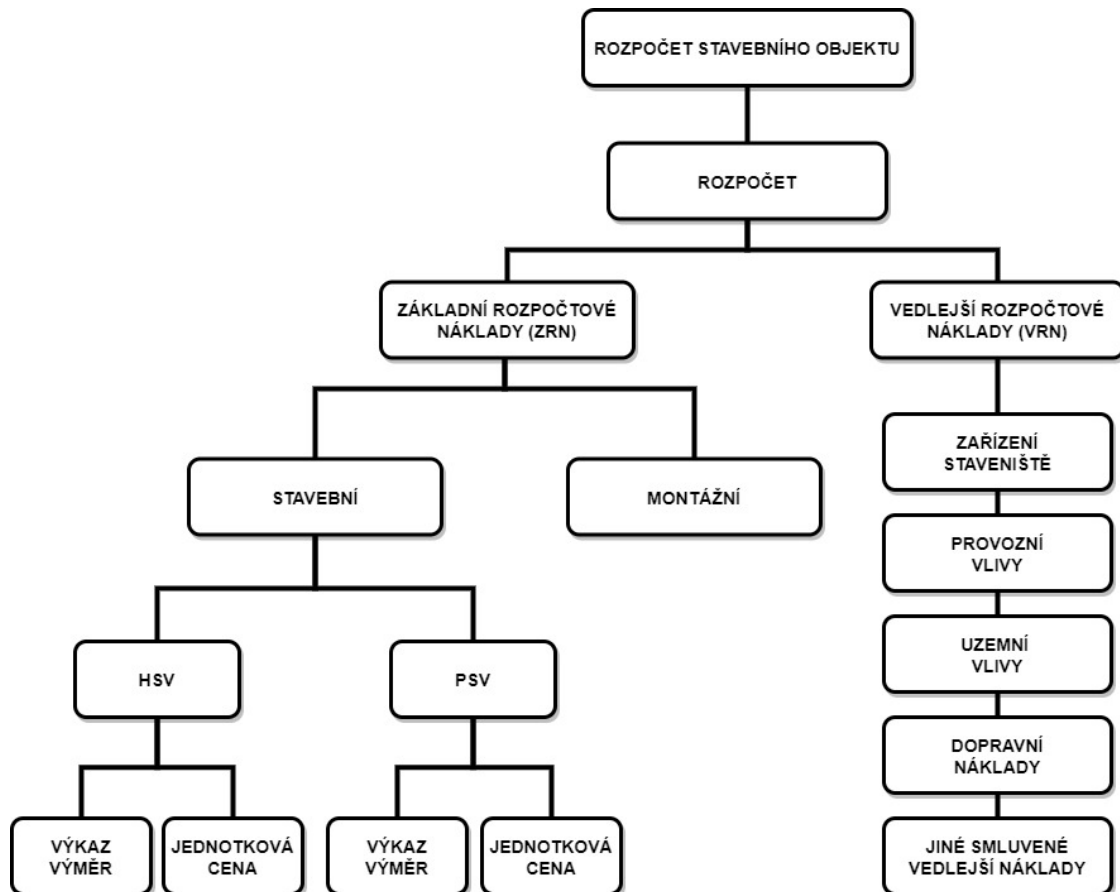 ROZPOČET STAVEBNÍHO OBJEKTU
ROZPOČET
ZÁKLADNÍ ROZPOČTOVÉ
NÁKLADY (ZRN)
VEDLEJŠÍ ROZPOČTOVÉ
NÁKLADY (VRN)
STAVEBNÍ
MONTÁŽNÍ
ZAŘÍZENÍ
STAVENIŠTĚ
PROVOZNÍ
VLIVY
HSV
PSV
UZEMNÍ
VLIVY
DOPRAVNÍ
NÁKLADY
VÝKAZ
VÝMĚR
JEDNOTKOVÁ
CENA
VÝKAZ
VÝMĚR
JEDNOTKOVÁ
CENA
JINÉ SMLUVENÉ
VEDLEJŠÍ NÁKLADY